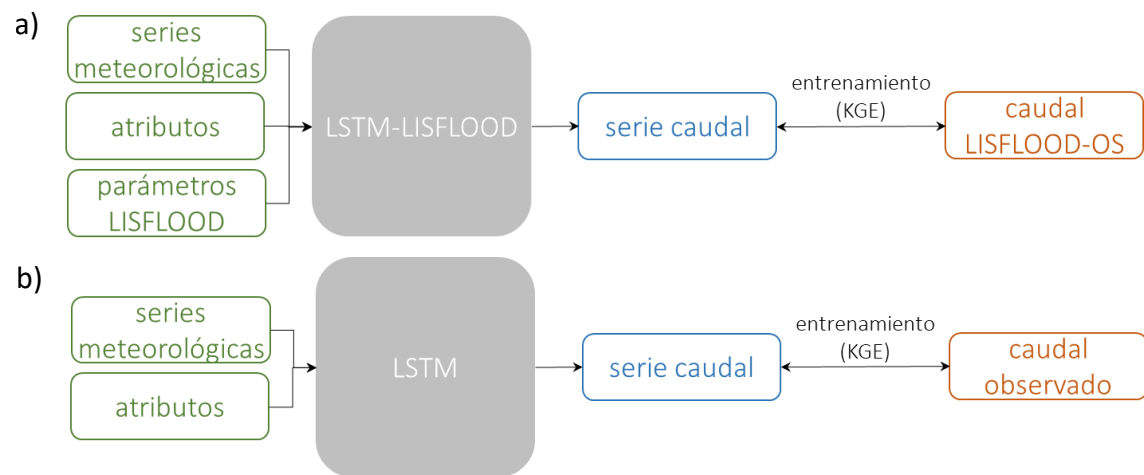 a)
series
meteorológicas
atributos
parámetros
LISFLOOD
LSTM-LISFLOOD
serie caudal
entrenamiento
(KGE)
caudal
LISFLOOD-OS
b)
series
meteorológicas
atributos
LSTM
serie caudal
entrenamiento
(KGE)
caudal
observado